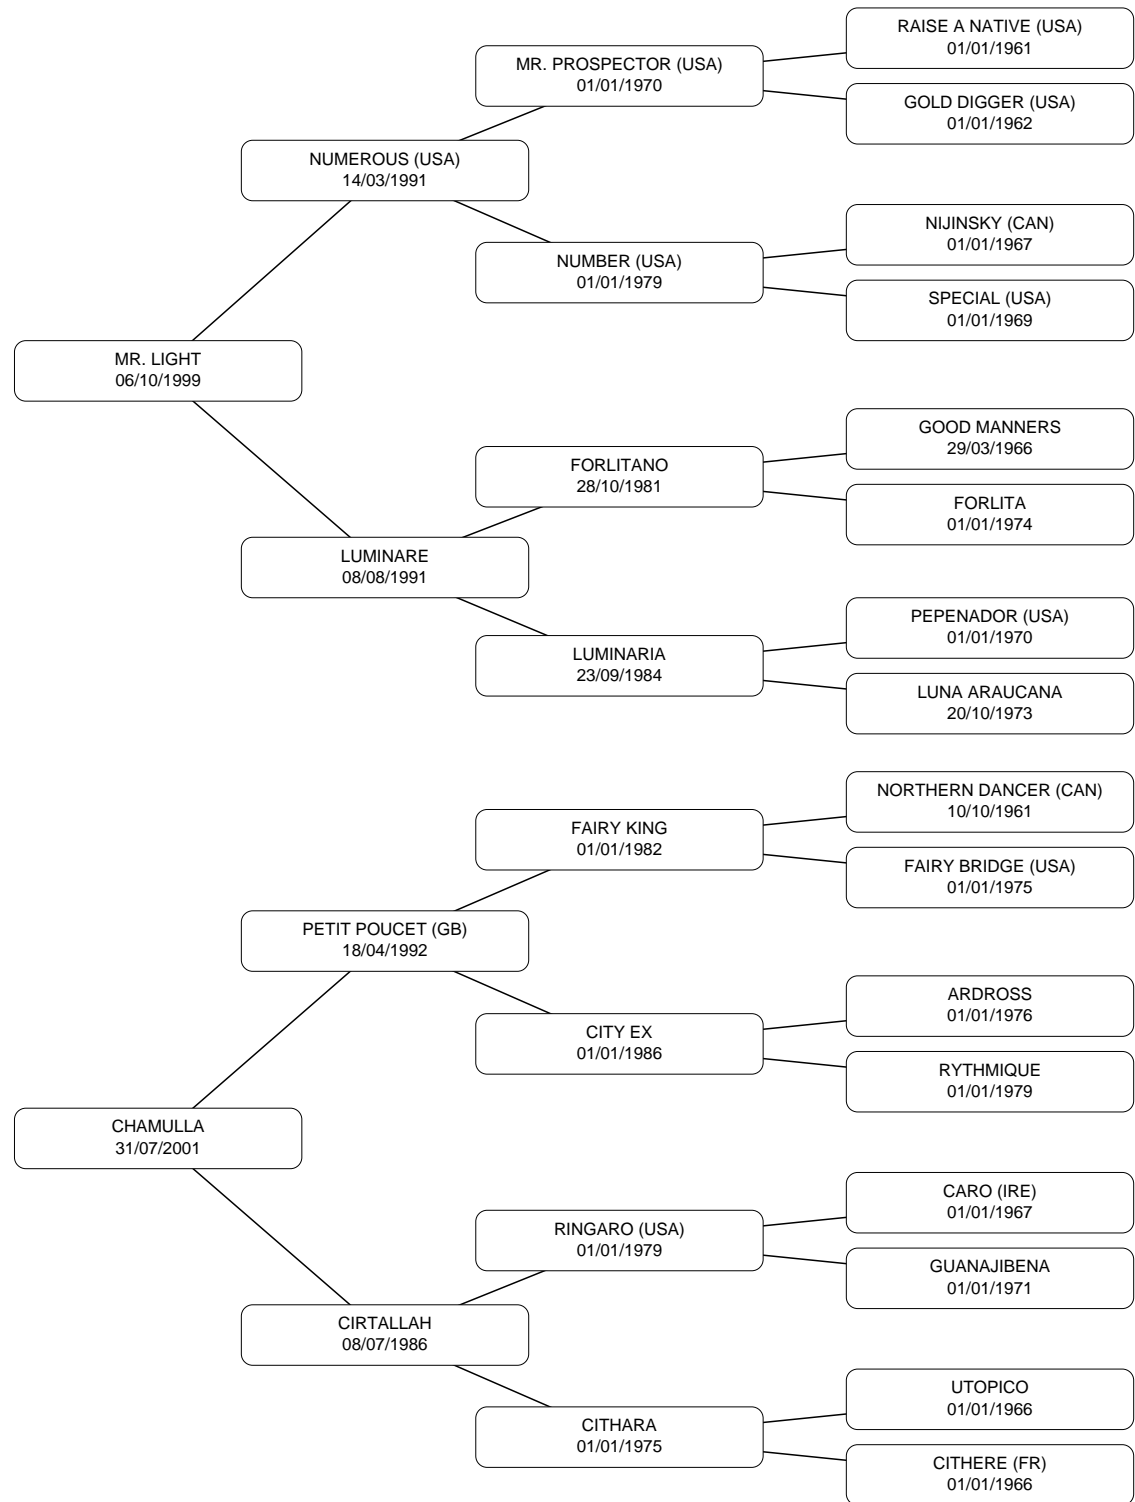 RAISE A NATIVE (USA)
01/01/1961
MR. PROSPECTOR (USA)
01/01/1970
GOLD DIGGER (USA)
01/01/1962
NUMEROUS (USA)
14/03/1991
NIJINSKY (CAN)
01/01/1967
NUMBER (USA)
01/01/1979
SPECIAL (USA)
01/01/1969
MR. LIGHT
06/10/1999
GOOD MANNERS
29/03/1966
FORLITANO
28/10/1981
FORLITA
01/01/1974
LUMINARE
08/08/1991
PEPENADOR (USA)
01/01/1970
LUMINARIA
23/09/1984
LUNA ARAUCANA
20/10/1973
NORTHERN DANCER (CAN)
10/10/1961
FAIRY KING
01/01/1982
FAIRY BRIDGE (USA)
01/01/1975
PETIT POUCET (GB)
18/04/1992
ARDROSS
01/01/1976
CITY EX
01/01/1986
RYTHMIQUE
01/01/1979
CHAMULLA
31/07/2001
CARO (IRE)
01/01/1967
RINGARO (USA)
01/01/1979
GUANAJIBENA
01/01/1971
CIRTALLAH
08/07/1986
UTOPICO
01/01/1966
CITHARA
01/01/1975
CITHERE (FR)
01/01/1966